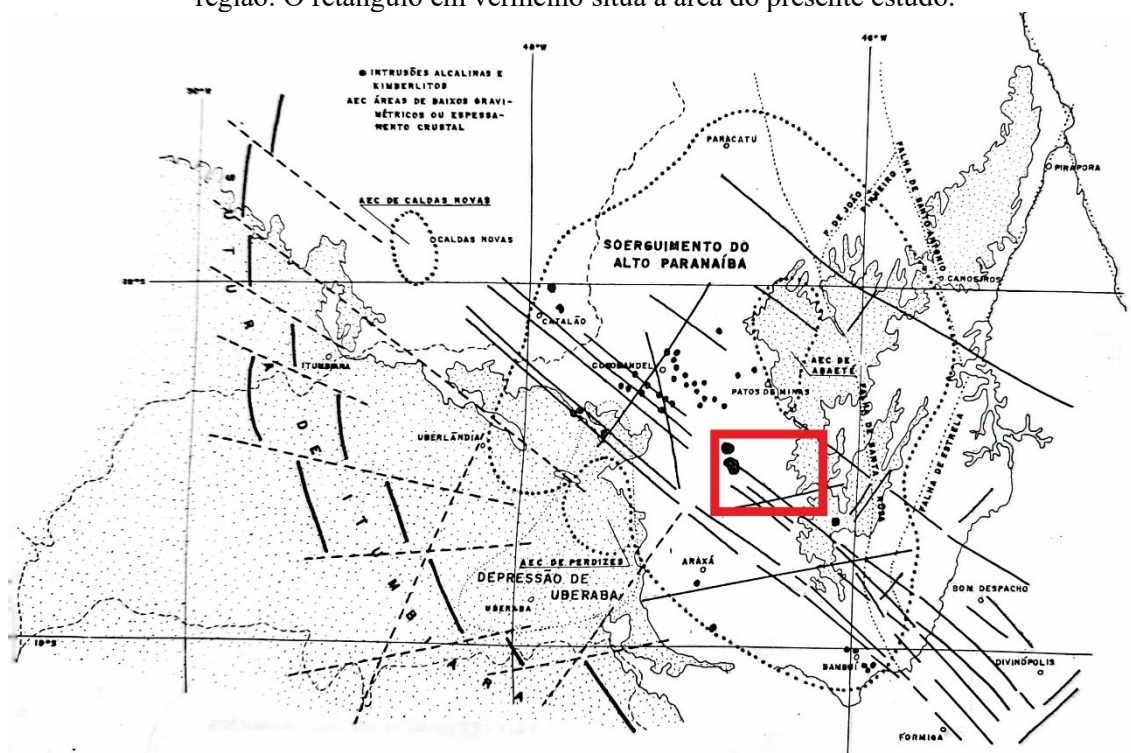 região. O retângulo em vermelho situa a área do presente estudo.
48°W
46°W
INTRUSÕES ALCALINAS E
KIMBERLITOS
AEC ÁREAS DE BAIXOS GRAVI-
MÉTRICOS OU ESPESSA-
MENTO CRUSTAL
50°W
PARACATÚ
PIRAPORA
FALHA DE SANTO ANTONIO
F. DE JOÃO
PINHEIRO
AEC DE CALDAS NOVAS
CALDAS NOVAS
SOERGUIMENTO DO
ALTO PARANAÍBA
CANOEIROS
CATALÃO
ITUMBIARA
COROMANDEL
AEC DE
ABAETÉ
PATOS DE MINAS
UBERLÂNDIA
FALHA DE SANTA ROSA
FALHA DE ESTRELA
SUTURA DE ITUMBIARA
AEC DE PERDIZES
ARAXÁ
DEPRESSÃO DE
UBERABA
UBERABA
BOM DESPACHO
BAMBUÍ
DIVINÓPOLIS
FORMIGA